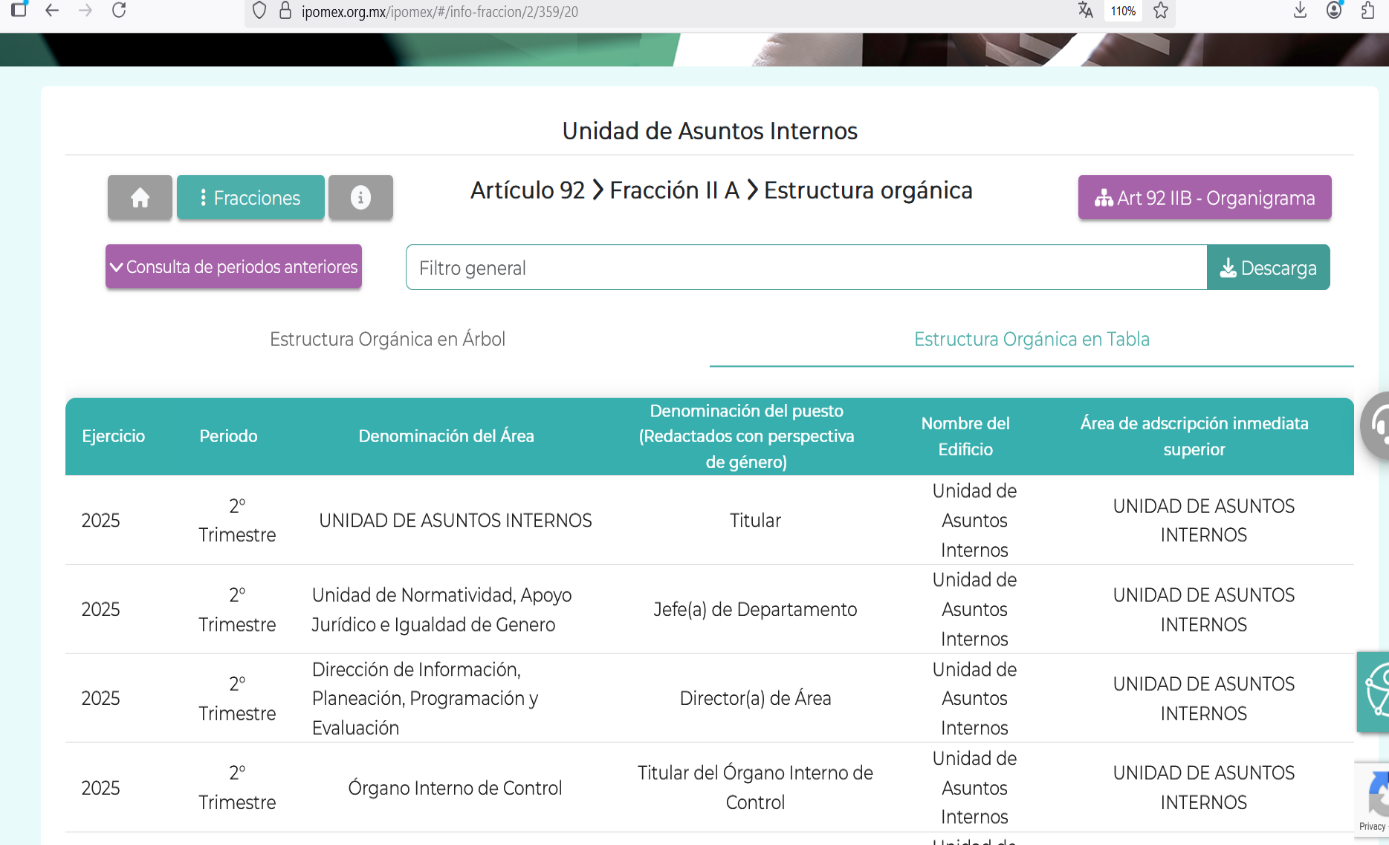 ipomex.org.mx/ipomex/#/info-fraccion/2/359/20
110%
Unidad de Asuntos Internos
Fracciones
Artículo 92 Fracción II A Estructura orgánica
Art 92 IIB - Organigrama
Consulta de periodos anteriores
Filtro general
Descarga
Estructura Orgánica en Árbol
Estructura Orgánica en Tabla
Ejercicio
Periodo
Denominación del Área
Denominación del puesto
(Redactados con perspectiva
de género)
Nombre del
Edificio
Área de adscripción inmediata
superior
2025
2º
Trimestre
UNIDAD DE ASUNTOS INTERNOS
Titular
Unidad de
Asuntos
Internos
UNIDAD DE ASUNTOS
INTERNOS
2025
2º
Trimestre
Unidad de Normatividad, Apoyo
Jurídico e Igualdad de Genero
Jefe(a) de Departamento
Unidad de
Asuntos
Internos
UNIDAD DE ASUNTOS
INTERNOS
2025
2º
Trimestre
Dirección de Información,
Planeación, Programación y
Evaluación
Director(a) de Área
Unidad de
Asuntos
Internos
UNIDAD DE ASUNTOS
INTERNOS
2025
2º
Trimestre
Órgano Interno de Control
Titular del Órgano Interno de
Control
Unidad de
Asuntos
Internos
UNIDAD DE ASUNTOS
INTERNOS
Unidad de
Privacy